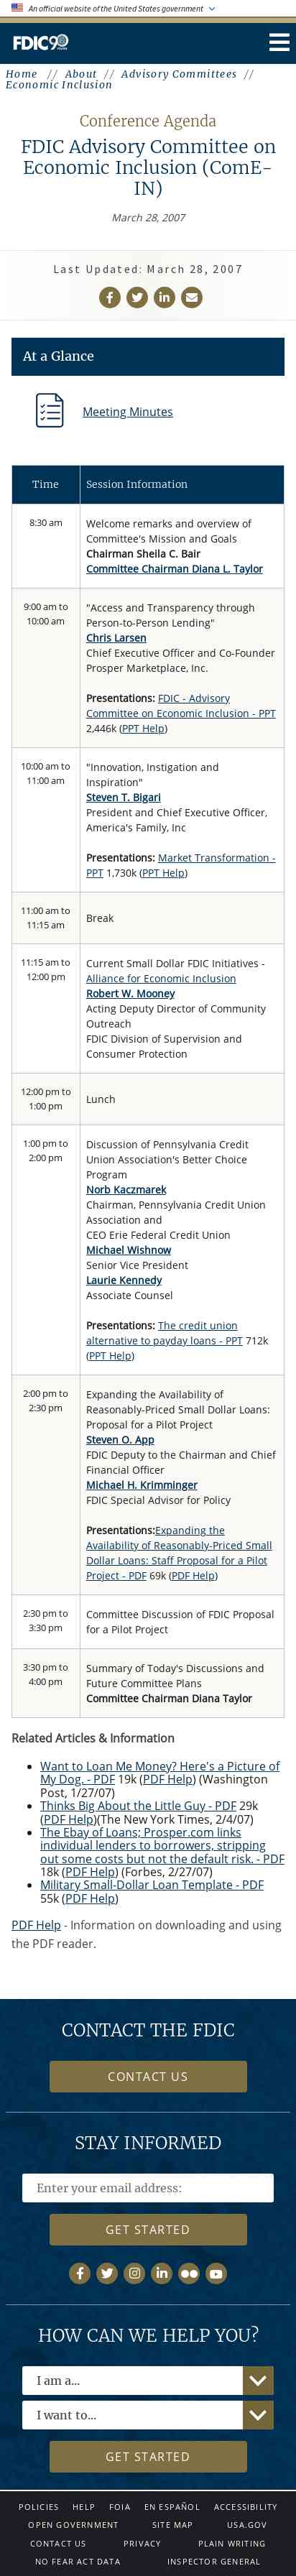 An official website of the United States government
FDIC90
Home // About // Advisory Committees //
Economic Inclusion
Conference Agenda
FDIC Advisory Committee on
Economic Inclusion (ComE-
IN)
March 28, 2007
Last Updated: March 28, 2007
At a Glance
Meeting Minutes
Time Session Information
8:30 am
Welcome remarks and overview of
Committee's Mission and Goals
Chairman Sheila C. Bair
Committee Chairman Diana L. Taylor
9:00 am to
10:00 am
"Access and Transparency through
Person-to-Person Lending"
Chris Larsen
Chief Executive Officer and Co-Founder
Prosper Marketplace, Inc.
Presentations: FDIC - Advisory
Committee on Economic Inclusion - PPT
2,446k (PPT Help)
10:00 am to
11:00 am
"Innovation, Instigation and
Inspiration"
Steven T. Bigari
President and Chief Executive Officer,
America's Family, Inc
Presentations: Market Transformation -
PPT 1,730k (PPT Help)
11:00 am to
11:15 am
Break
11:15 am to
12:00 pm
Current Small Dollar FDIC Initiatives -
Alliance for Economic Inclusion
Robert W. Mooney
Acting Deputy Director of Community
Outreach
FDIC Division of Supervision and
Consumer Protection
12:00 pm to
1:00 pm
Lunch
1:00 pm to
2:00 pm
Discussion of Pennsylvania Credit
Union Association's Better Choice
Program
Norb Kaczmarek
Chairman, Pennsylvania Credit Union
Association and
CEO Erie Federal Credit Union
Michael Wishnow
Senior Vice President
Laurie Kennedy
Associate Counsel
Presentations: The credit union
alternative to payday loans - PPT 712k
(PPT Help)
2:00 pm to
2:30 pm
Expanding the Availability of
Reasonably-Priced Small Dollar Loans:
Proposal for a Pilot Project
Steven O. App
FDIC Deputy to the Chairman and Chief
Financial Officer
Michael H. Krimminger
FDIC Special Advisor for Policy
Presentations:Expanding the
Availability of Reasonably-Priced Small
Dollar Loans: Staff Proposal for a Pilot
Project - PDF 69k (PDF Help)
2:30 pm to
3:30 pm
Committee Discussion of FDIC Proposal
for a Pilot Project
3:30 pm to
4:00 pm
Summary of Today's Discussions and
Future Committee Plans
Committee Chairman Diana Taylor
Related Articles & Information
Want to Loan Me Money? Here's a Picture of
My Dog. - PDF 19k (PDF Help) (Washington
Post, 1/27/07)
Thinks Big About the Little Guy - PDF 29k
(PDF Help)(The New York Times, 2/4/07)
The Ebay of Loans; Prosper.com links
individual lenders to borrowers, stripping
out some costs but not the default risk. - PDF
18k (PDF Help) (Forbes, 2/27/07)
Military Small-Dollar Loan Template - PDF
55k (PDF Help)
PDF Help - Information on downloading and using
the PDF reader.
CONTACT THE FDIC
CONTACT US
STAY INFORMED
Enter your email address:
GET STARTED
HOW CAN WE HELP YOU?
I am a...
I want to...
GET STARTED
POLICIES HELP FOIA EN ESPAÑOL ACCESSIBILITY
OPEN GOVERNMENT SITE MAP USA.GOV
CONTACT US PRIVACY PLAIN WRITING
NO FEAR ACT DATA INSPECTOR GENERAL